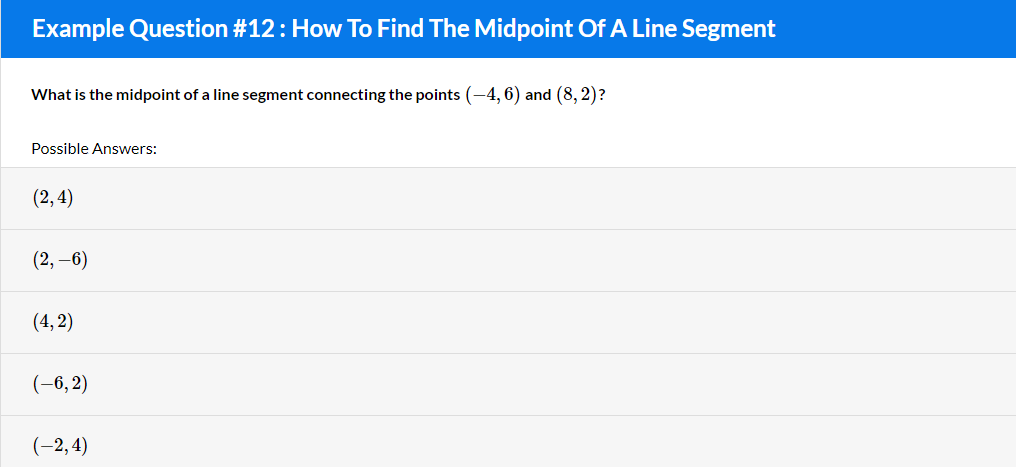 Example Question #12 : How To Find The Midpoint Of A Line Segment
What is the midpoint of a line segment connecting the points (−4, 6) and (8, 2)?
Possible Answers:
(2, 4)
(2, −6)
(4, 2)
(−6, 2)
(−2, 4)